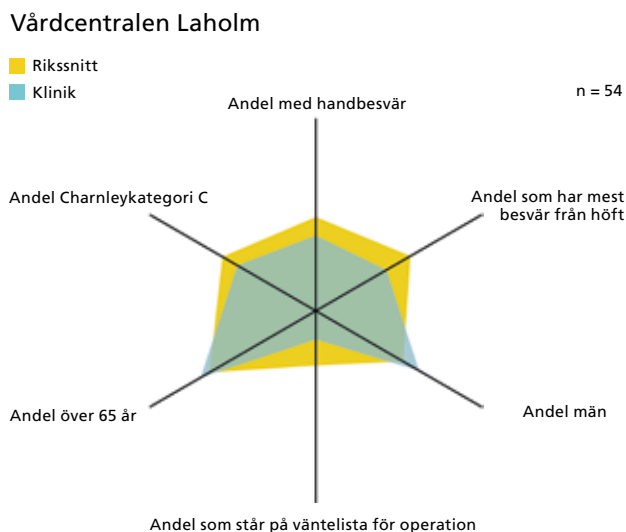 Vårdcentralen Laholm
Rikssnitt
Klinik
n = 54
Andel med handbesvär
Andel Charnleykategori C
Andel som har mest
besvär från höft
Andel över 65 år
Andel män
Andel som står på väntelista för operation